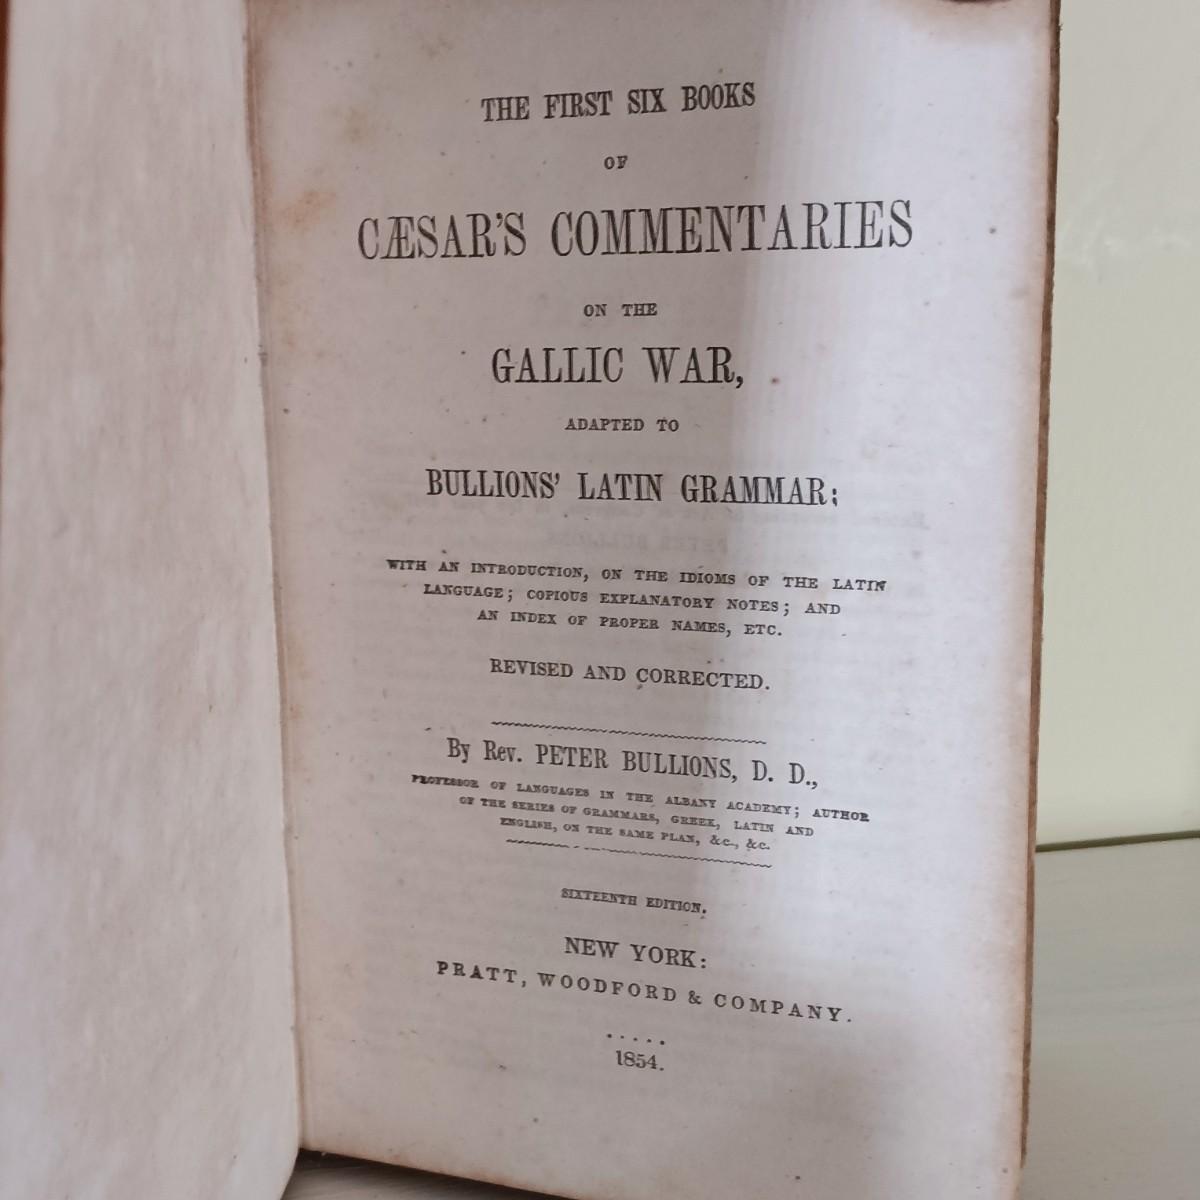 THE FIRST SIX BOOKS
OF
CÆSAR'S COMMENTARIES
ON THE
GALLIC WAR,
ADAPTED TO
BULLIONS' LATIN GRAMMAR;
WITH AN INTRODUCTION, ON THE IDIOMS OF THE LATIN
LANGUAGE; COPIOUS EXPLANATORY NOTES; AND
AN INDEX OF PROPER NAMES, ETC.
REVISED AND CORRECTED.
By Rev. PETER BULLIONS, D. D.,
PROFESSOR OF LANGUAGES IN THE ALBANY ACADEMY; AUTHOR
OF THE SERIES OF GRAMMARS, GREEK, LATIN AND
ENGLISH, ON THE SAME PLAN, &c., &c.
SIXTEENTH EDITION.
NEW YORK:
PRATT, WOODFORD & COMPANY.
.....
1854.